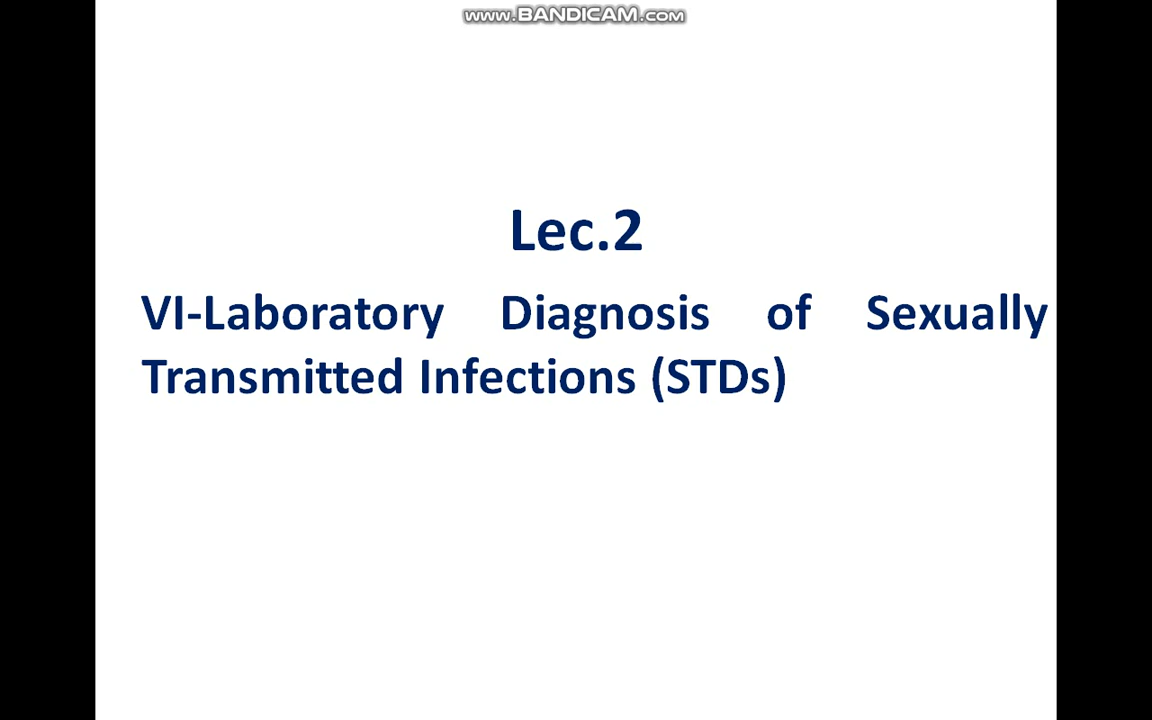 www.BANDICAM.com
Lec.2
VI-Laboratory Diagnosis of Sexually
Transmitted Infections (STDs)